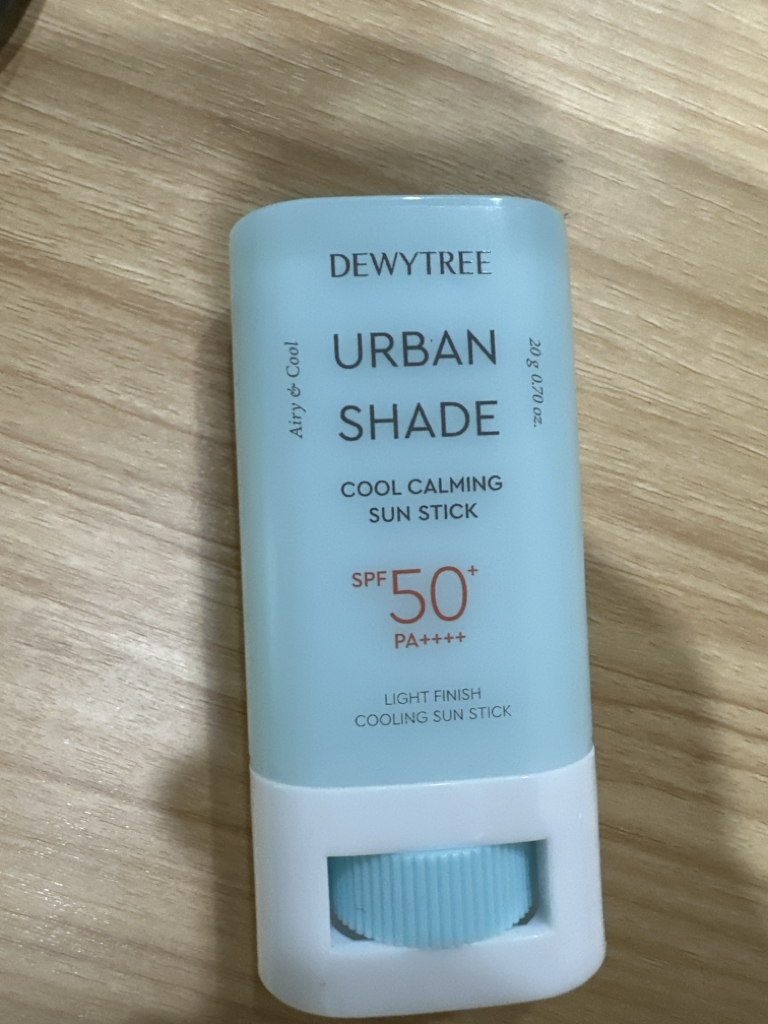 DEWYTREE
URBAN
SHADE
Airy & Cool
20 g 0.70 oz.
COOL CALMING
SUN STICK
SPF 50+
PA++++
LIGHT FINISH
COOLING SUN STICK